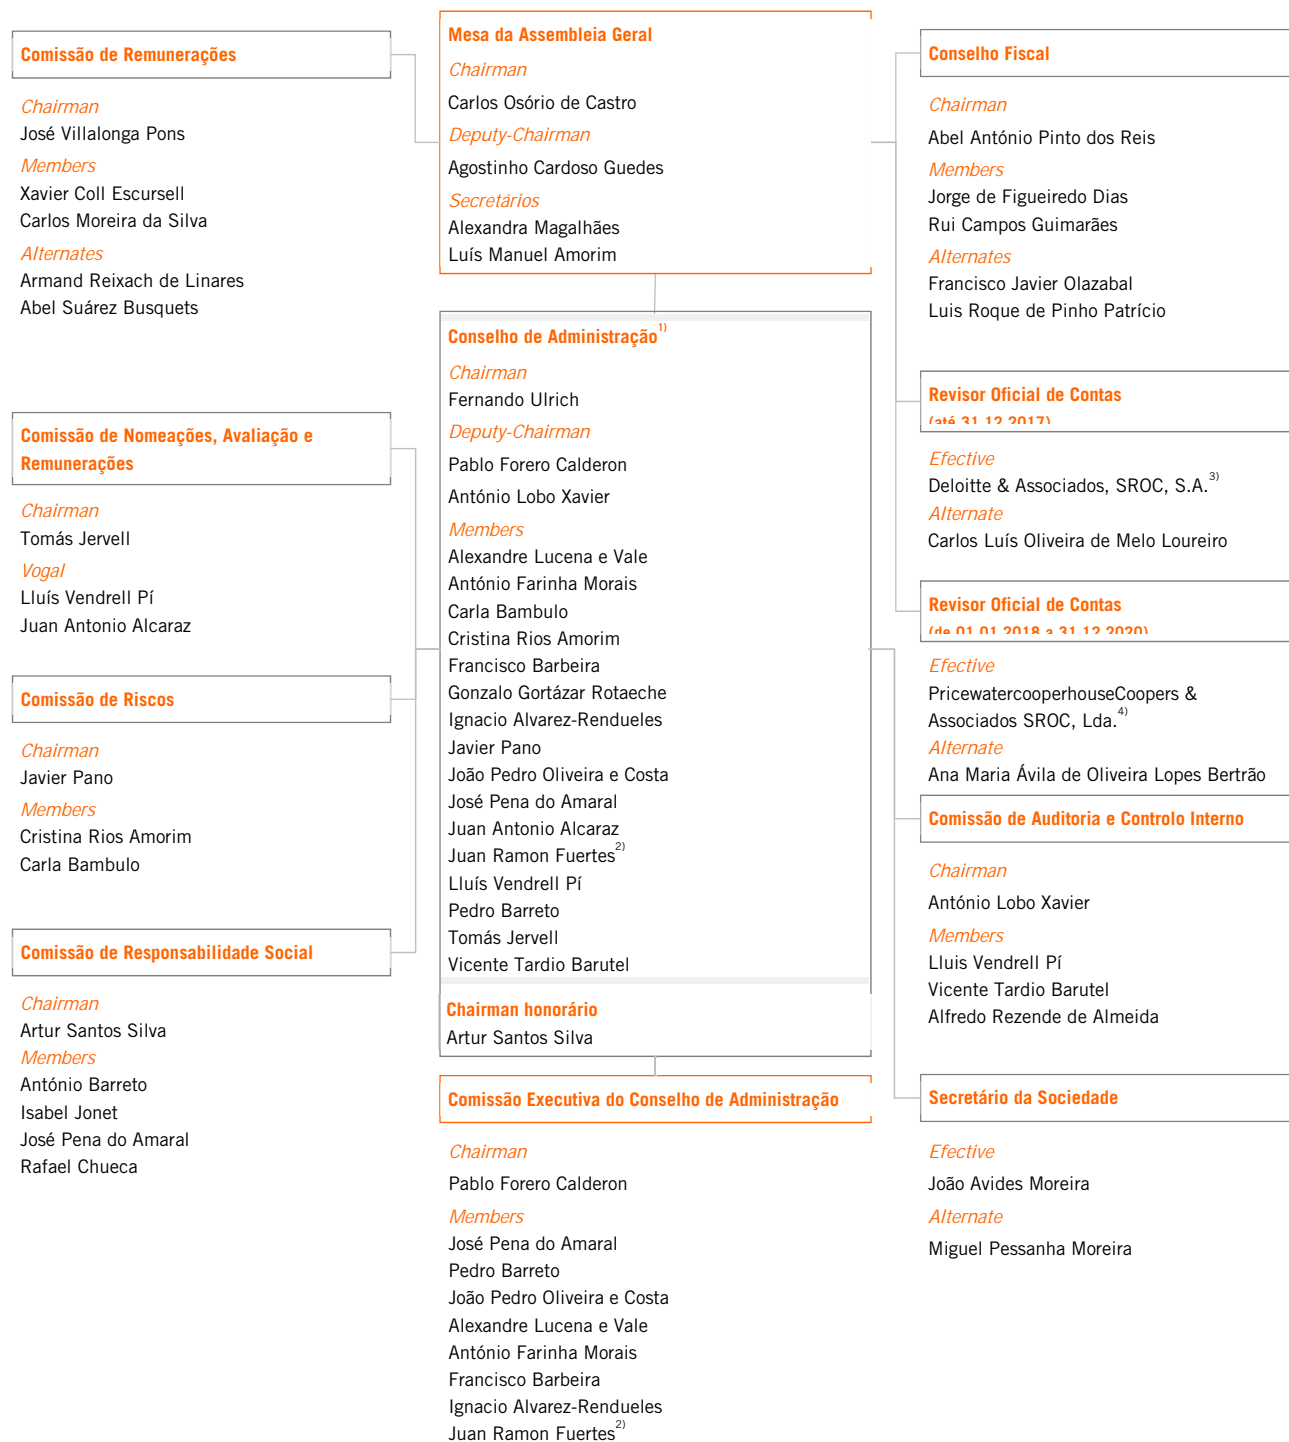 Comissão de Remunerações
Chairman
José Villalonga Pons
Members
Xavier Coll Escursell
Carlos Moreira da Silva
Alternates
Armand Reixach de Linares
Abel Suárez Busquets
Comissão de Nomeações, Avaliação e
Remunerações
Chairman
Tomás Jervell
Vogal
Lluís Vendrell Pí
Juan Antonio Alcaraz
Comissão de Riscos
Chairman
Javier Pano
Members
Cristina Rios Amorim
Carla Bambulo
Comissão de Responsabilidade Social
Chairman
Artur Santos Silva
Members
António Barreto
Isabel Jonet
José Pena do Amaral
Rafael Chueca
Mesa da Assembleia Geral
Chairman
Carlos Osório de Castro
Deputy-Chairman
Agostinho Cardoso Guedes
Secretários
Alexandra Magalhães
Luís Manuel Amorim
Conselho de Administração1)
Chairman
Fernando Ulrich
Deputy-Chairman
Pablo Forero Calderon
António Lobo Xavier
Members
Alexandre Lucena e Vale
António Farinha Morais
Carla Bambulo
Cristina Rios Amorim
Francisco Barbeira
Gonzalo Gortázar Rotaeche
Ignacio Alvarez-Rendueles
Javier Pano
João Pedro Oliveira e Costa
José Pena do Amaral
Juan Antonio Alcaraz
Juan Ramon Fuertes2)
Lluís Vendrell Pí
Pedro Barreto
Tomás Jervell
Vicente Tardio Barutel
Chairman honorário
Artur Santos Silva
Comissão Executiva do Conselho de Administração
Chairman
Pablo Forero Calderon
Members
José Pena do Amaral
Pedro Barreto
João Pedro Oliveira e Costa
Alexandre Lucena e Vale
António Farinha Morais
Francisco Barbeira
Ignacio Alvarez-Rendueles
Juan Ramon Fuertes2)
Conselho Fiscal
Chairman
Abel António Pinto dos Reis
Members
Jorge de Figueiredo Dias
Rui Campos Guimarães
Alternates
Francisco Javier Olazabal
Luis Roque de Pinho Patrício
Revisor Oficial de Contas
(até 31.12.2017)
Efective
Deloitte & Associados, SROC, S.A.3)
Alternate
Carlos Luís Oliveira de Melo Loureiro
Revisor Oficial de Contas
(de 01.01.2018 a 31.12.2020)
Efective
PricewatercooperhouseCoopers &
Associados SROC, Lda.4)
Alternate
Ana Maria Ávila de Oliveira Lopes Bertrão
Comissão de Auditoria e Controlo Interno
Chairman
António Lobo Xavier
Members
Lluis Vendrell Pí
Vicente Tardio Barutel
Alfredo Rezende de Almeida
Secretário da Sociedade
Efective
João Avides Moreira
Alternate
Miguel Pessanha Moreira